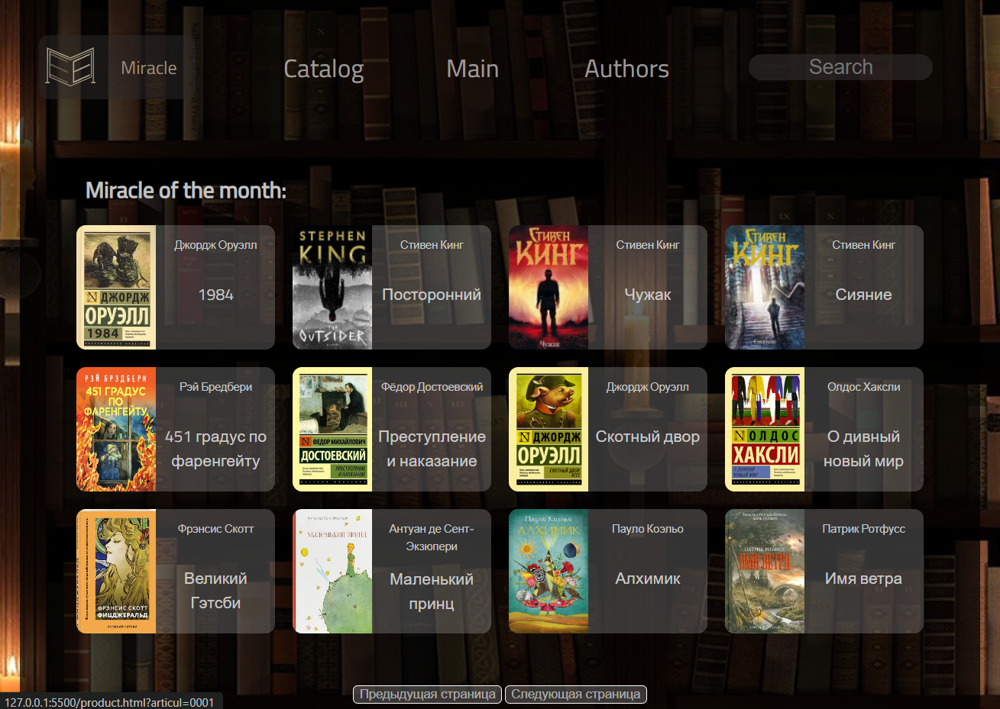 Miracle
Catalog
Main
Authors
Search
Miracle of the month:
ДЖОРДЖ
ОРУЭЛЛ
1984
Джордж Оруэлл
1984
STEPHEN
KING
THE
OUTSIDER
Стивен Кинг
Посторонний
СТИВЕН
КИНГ
Чужак
Стивен Кинг
Чужак
СТИВЕН
КИНГ
Сияние
Стивен Кинг
Сияние
РЭЙ БРЭДБЕРИ
451 ГРАДУС
ПО
ФАРЕНГЕЙТУ
Рэй Бредбери
451 градус по
фаренгейту
ФЕДОР МИХАЙЛОВИЧ
ДОСТОЕВСКИЙ
ПРЕСТУПЛЕНИЕ
И НАКАЗАНИЕ
Фёдор Достоевский
Преступление
и наказание
ДЖОРДЖ
ОРУЭЛЛ
СКОТНЫЙ ДВОР
ЭССЕ
Джордж Оруэлл
Скотный двор
ОЛДОС
ХАКСЛИ
О ДИВНЫЙ
НОВЫЙ МИР
Олдос Хаксли
О дивный
новый мир
ФРЭНСИС СКОТТ
ФИЦДЖЕРАЛЬД
ВЕЛИКИЙ ГЭТСБИ
Фрэнсис Скотт
Великий
Гэтсби
Антуан де Сент-Экзюпери
МАЛЕНЬКИЙ ПРИНЦ
Антуан де Сент-
Экзюпери
Маленький
принц
Пауло Коэльо
АЛХИМИК
Пауло Коэльо
Алхимик
ПАТРИК РОТФУСС
ИМЯ ВЕТРА
Патрик Ротфусс
Имя ветра
Предыдущая страница
Следующая страница
127.0.0.1:5500/product.html?articul=0001